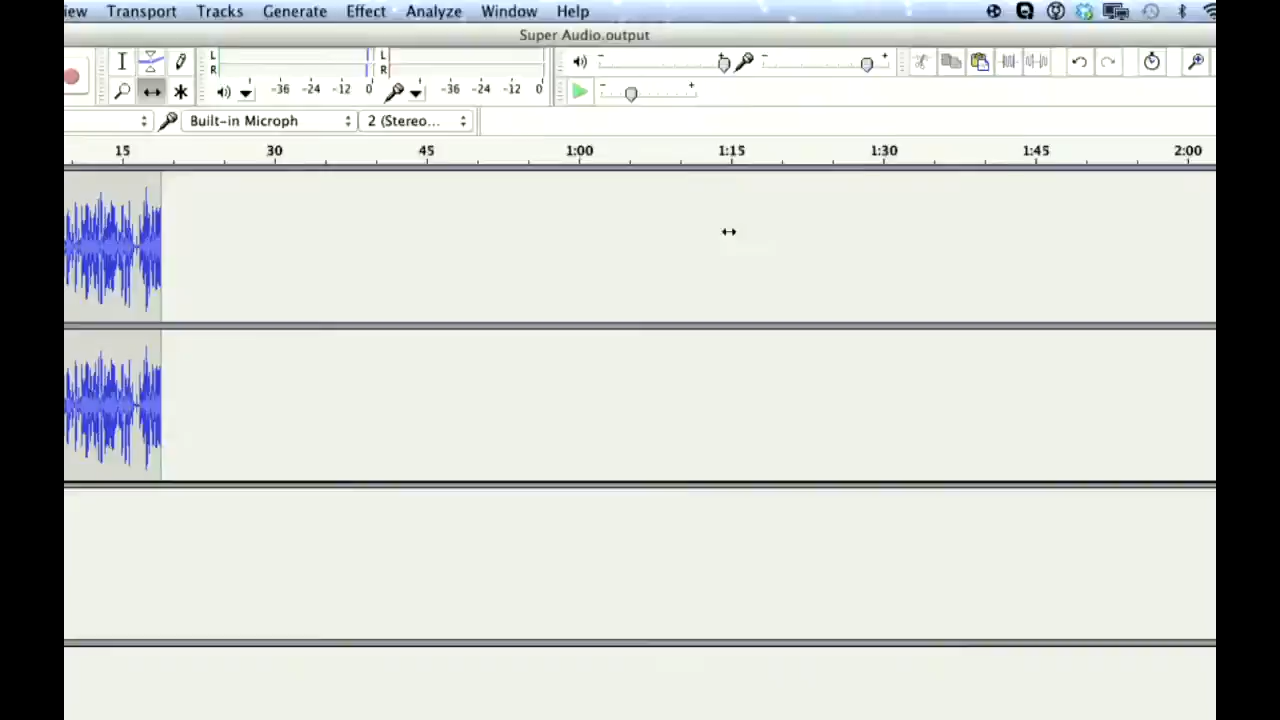 iew Transport Tracks Generate Effect Analyze Window Help
Super Audio.output
L L
R R
-36 -24 -12 0 -36 -24 -12 0
Built-in Microph 2 (Stereo...
15 30 45 1:00 1:15 1:30 1:45 2:00